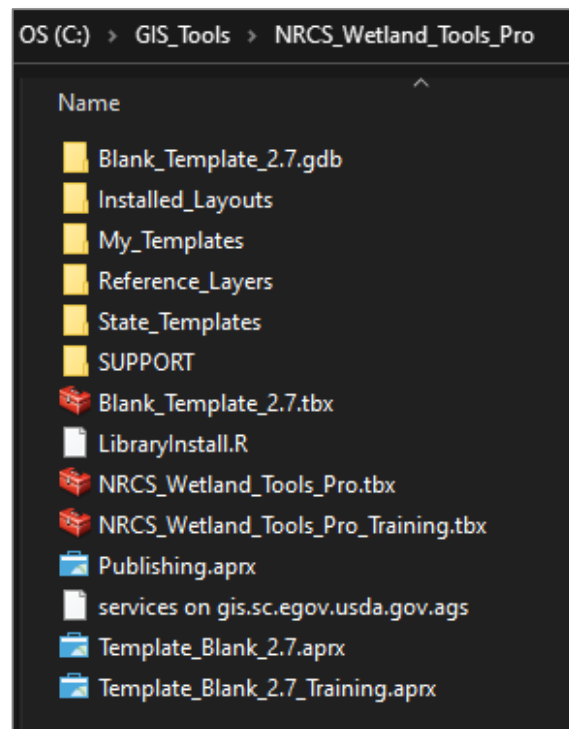 OS (C:) > GIS_Tools > NRCS_Wetland_Tools_Pro
Name
Blank_Template_2.7.gdb
Installed_Layouts
My_Templates
Reference_Layers
State_Templates
SUPPORT
Blank_Template_2.7.tbx
LibraryInstall.R
NRCS_Wetland_Tools_Pro.tbx
NRCS_Wetland_Tools_Pro_Training.tbx
Publishing.aprx
services on gis.sc.egov.usda.gov.ags
Template_Blank_2.7.aprx
Template_Blank_2.7_Training.aprx